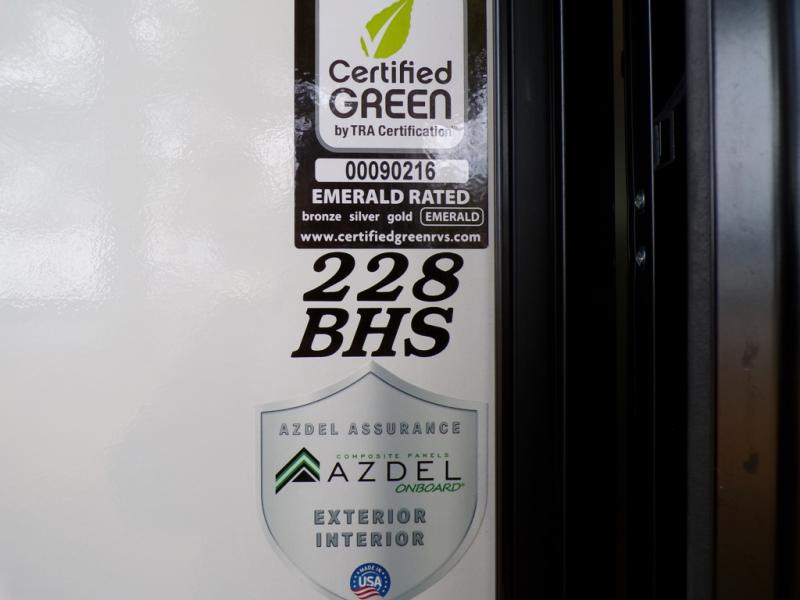 Certified
GREEN
by TRA Certification
00090216
EMERALD RATED
bronze silver gold EMERALD
www.certifiedgreenrvs.com
228
BHS
AZDEL ASSURANCE
COMPOSITE PANELS
AZDEL
ONBOARD®
EXTERIOR
INTERIOR
MADE IN
USA